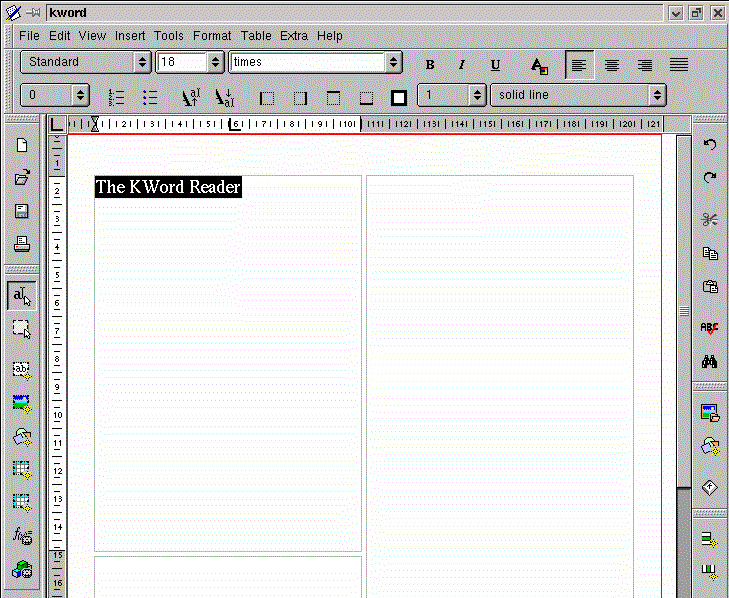 kword
File Edit View Insert Tools Format Table Extra Help
Standard 18 times B I U A
0 1 solid line
1 2 3 4 5 6 7 8 9 10 11 12 13 14 15 16 17 18 19 20 21
The KWord Reader
1
2
3
4
5
6
7
8
9
10
11
12
13
14
15
16
ABC